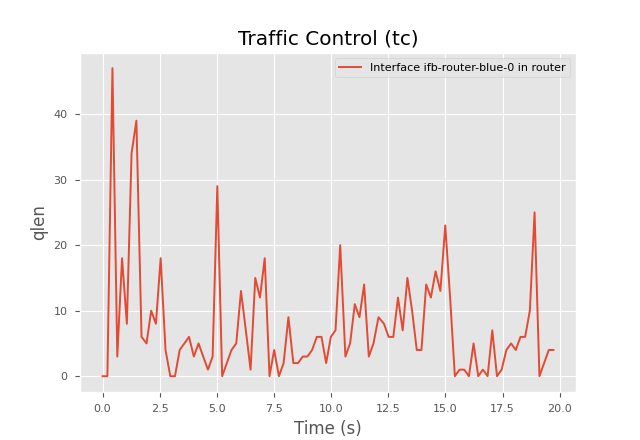 Traffic Control (tc)
Interface ifb-router-blue-0 in router
qlen
40
30
20
10
0
0.0 2.5 5.0 7.5 10.0 12.5 15.0 17.5 20.0
Time (s)